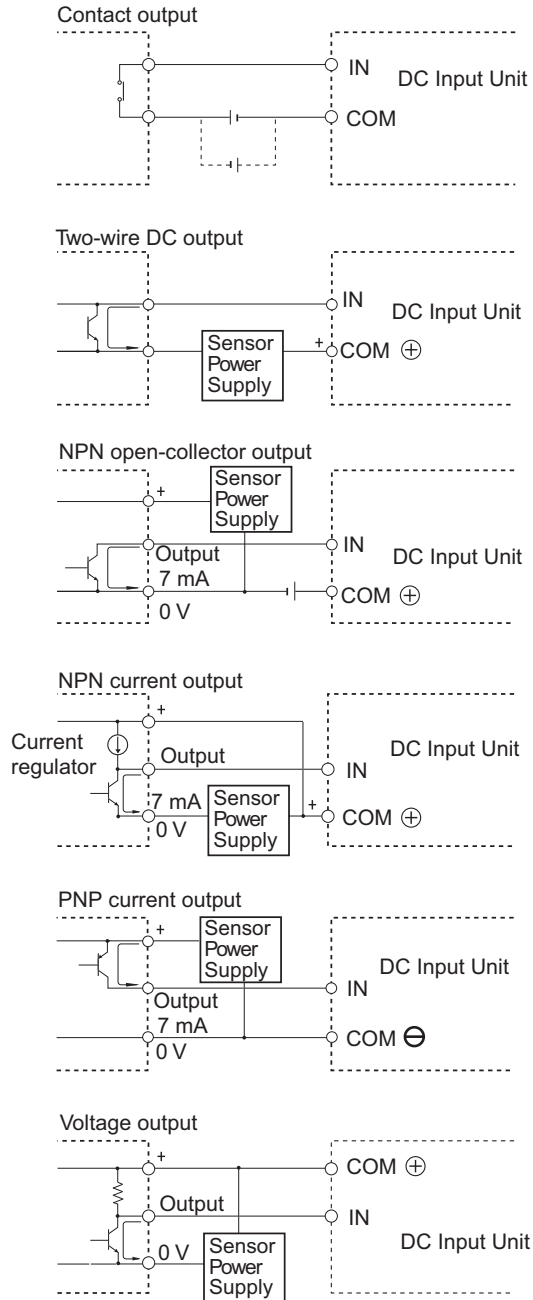 Contact output
IN
DC Input Unit
COM
Two-wire DC output
IN
DC Input Unit
Sensor
Power
Supply
+
COM ⊕
NPN open-collector output
Sensor
Power
Supply
+
Output
IN
DC Input Unit
7 mA
COM ⊕
0 V
NPN current output
+
Current
regulator
Output
DC Input Unit
IN
7 mA
Sensor
Power
Supply
+
COM ⊕
0 V
PNP current output
+
Sensor
Power
Supply
DC Input Unit
IN
Output
7 mA
COM ⊖
0 V
Voltage output
+
COM ⊕
Output
IN
0 V
Sensor
Power
Supply
DC Input Unit